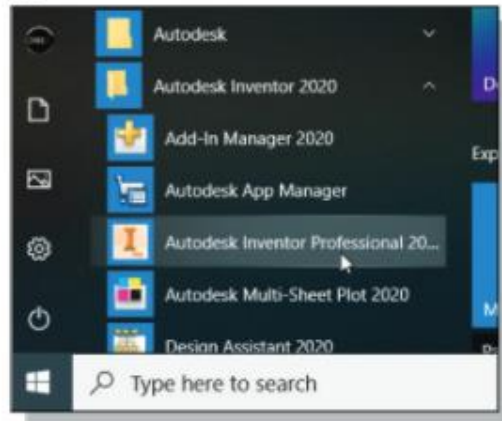 Autodesk
Autodesk Inventor 2020
Add-In Manager 2020
Exp
Autodesk App Manager
Autodesk Inventor Professional 20...
Autodesk Multi-Sheet Plot 2020
Design Assistant 2020
Type here to search